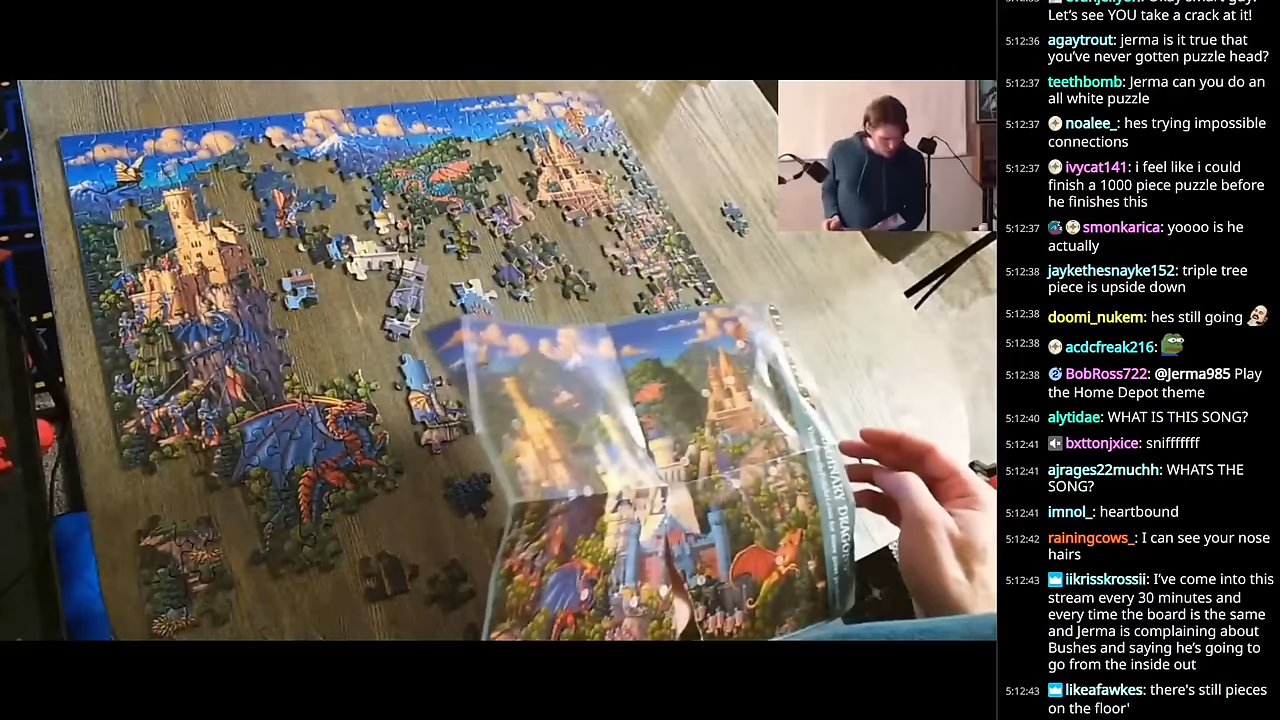 Let's see YOU take a crack at it!
5:12:36 agaytrout: jerma is it true that
you've never gotten puzzle head?
5:12:37 teethbomb: Jerma can you do an
all white puzzle
5:12:37 noalee_: hes trying impossible
connections
5:12:37 ivycat141: i feel like i could
finish a 1000 piece puzzle before
he finishes this
5:12:37 smonkarica: yoooo is he
actually
5:12:38 jaykethesnayke152: triple tree
piece is upside down
5:12:38 doomi_nukem: hes still going
5:12:38 acdcfreak216:
5:12:38 BobRoss722: @Jerma985 Play
the Home Depot theme
5:12:40 alytidae: WHAT IS THIS SONG?
5:12:41 bxttonjxice: snifffffff
5:12:41 ajrages22muchh: WHATS THE
SONG?
5:12:41 imnol_: heartbound
5:12:42 rainingcows_: I can see your nose
hairs
5:12:43 iikrisskrossii: I've come into this
stream every 30 minutes and
every time the board is the same
and Jerma is complaining about
Bushes and saying he's going to
go from the inside out
5:12:43 likeafawkes: there's still pieces
on the floor'